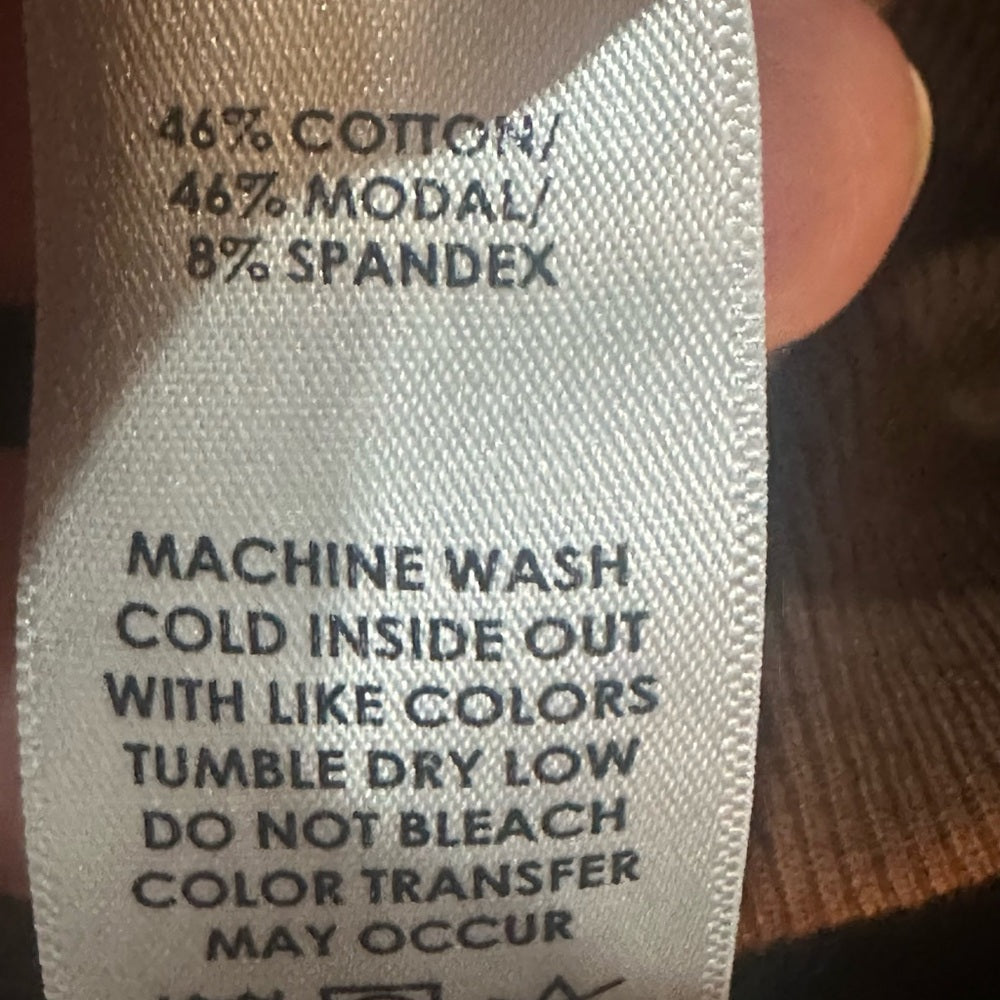 46% COTTON/
46% MODAL/
8% SPANDEX
MACHINE WASH
COLD INSIDE OUT
WITH LIKE COLORS
TUMBLE DRY LOW
DO NOT BLEACH
COLOR TRANSFER
MAY OCCUR